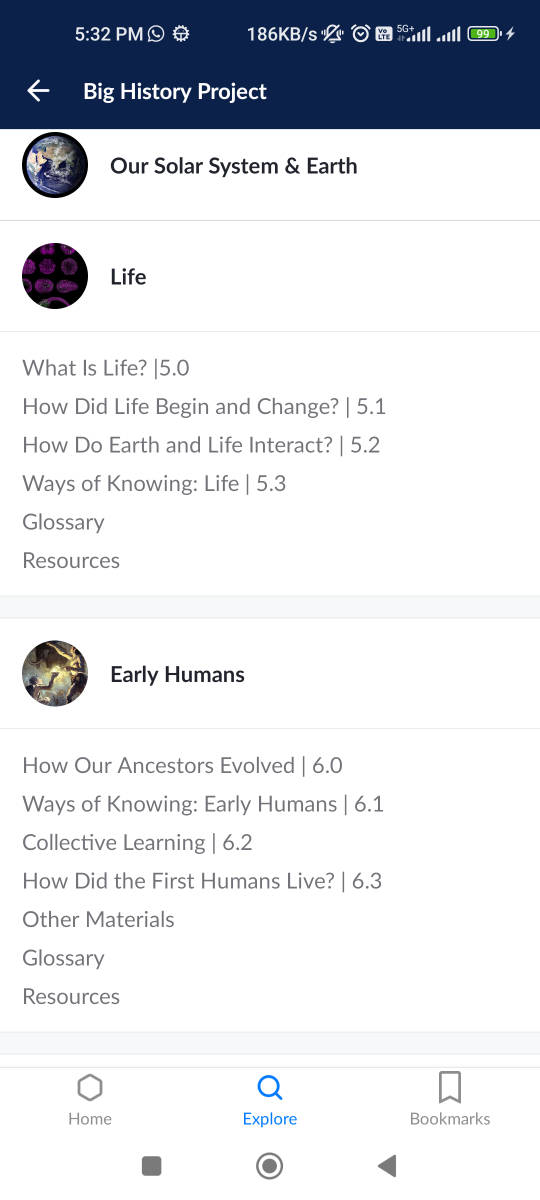 5:32 PM 186KB/s Vo LTE 5G+ 99
Big History Project
Our Solar System & Earth
Life
What Is Life? |5.0
How Did Life Begin and Change? | 5.1
How Do Earth and Life Interact? | 5.2
Ways of Knowing: Life | 5.3
Glossary
Resources
Early Humans
How Our Ancestors Evolved | 6.0
Ways of Knowing: Early Humans | 6.1
Collective Learning | 6.2
How Did the First Humans Live? | 6.3
Other Materials
Glossary
Resources
Home Explore Bookmarks